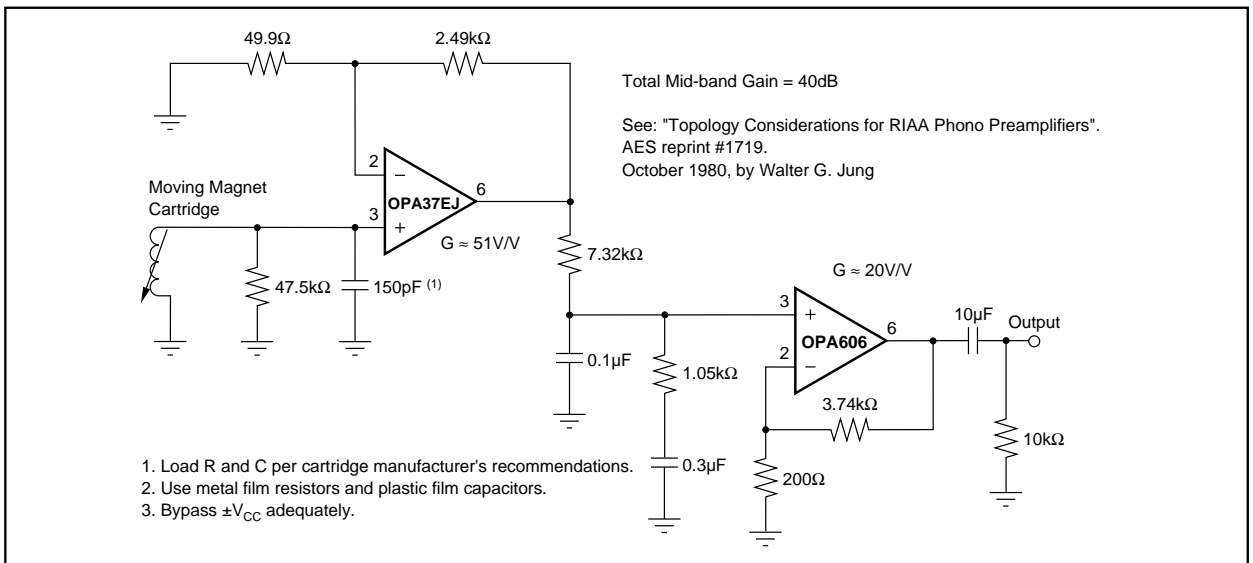 49.9Ω
2.49kΩ
Total Mid-band Gain = 40dB
See: "Topology Considerations for RIAA Phono Preamplifiers".
AES reprint #1719.
October 1980, by Walter G. Jung
Moving Magnet
Cartridge
2
−
OPA37EJ
6
3
+
G ≈ 51V/V
47.5kΩ
150pF (1)
7.32kΩ
G ≈ 20V/V
3
+
OPA606
6
2
−
10µF
Output
0.1µF
1.05kΩ
3.74kΩ
10kΩ
0.3µF
200Ω
1. Load R and C per cartridge manufacturer's recommendations.
2. Use metal film resistors and plastic film capacitors.
3. Bypass ±VCC adequately.